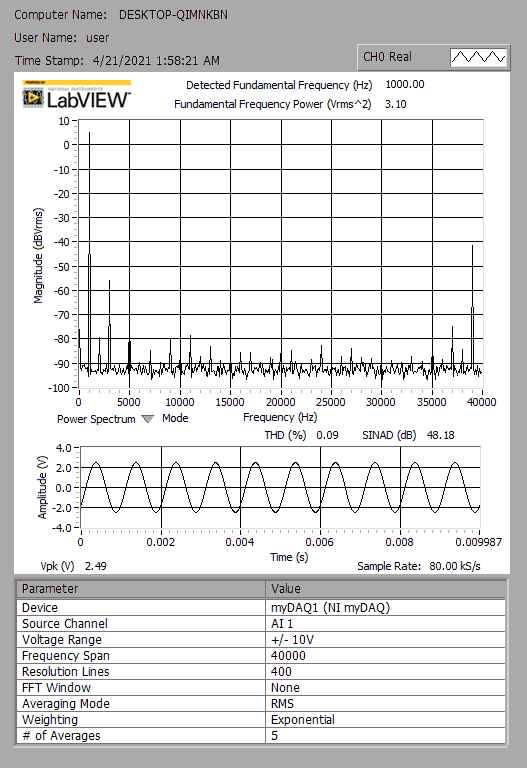 Computer Name: DESKTOP-QIMNKBN
User Name: user
Time Stamp: 4/21/2021 1:58:21 AM
CH0 Real
POWERED BY
NATIONAL INSTRUMENTS
LabVIEW™
Detected Fundamental Frequency (Hz) 1000.00
Fundamental Frequency Power (Vrms^2) 3.10
Magnitude (dBVrms)
10
0
-10
-20
-30
-40
-50
-60
-70
-80
-90
-100
0 5000 10000 15000 20000 25000 30000 35000 40000
Power Spectrum Mode
Frequency (Hz)
THD (%) 0.09 SINAD (dB) 48.18
Amplitude (V)
4.0
2.0
0.0
-2.0
-4.0
0 0.002 0.004 0.006 0.008 0.009987
Time (s)
Vpk (V) 2.49 Sample Rate: 80.00 kS/s
Parameter Value
Device myDAQ1 (NI myDAQ)
Source Channel AI 1
Voltage Range +/- 10V
Frequency Span 40000
Resolution Lines 400
FFT Window None
Averaging Mode RMS
Weighting Exponential
# of Averages 5